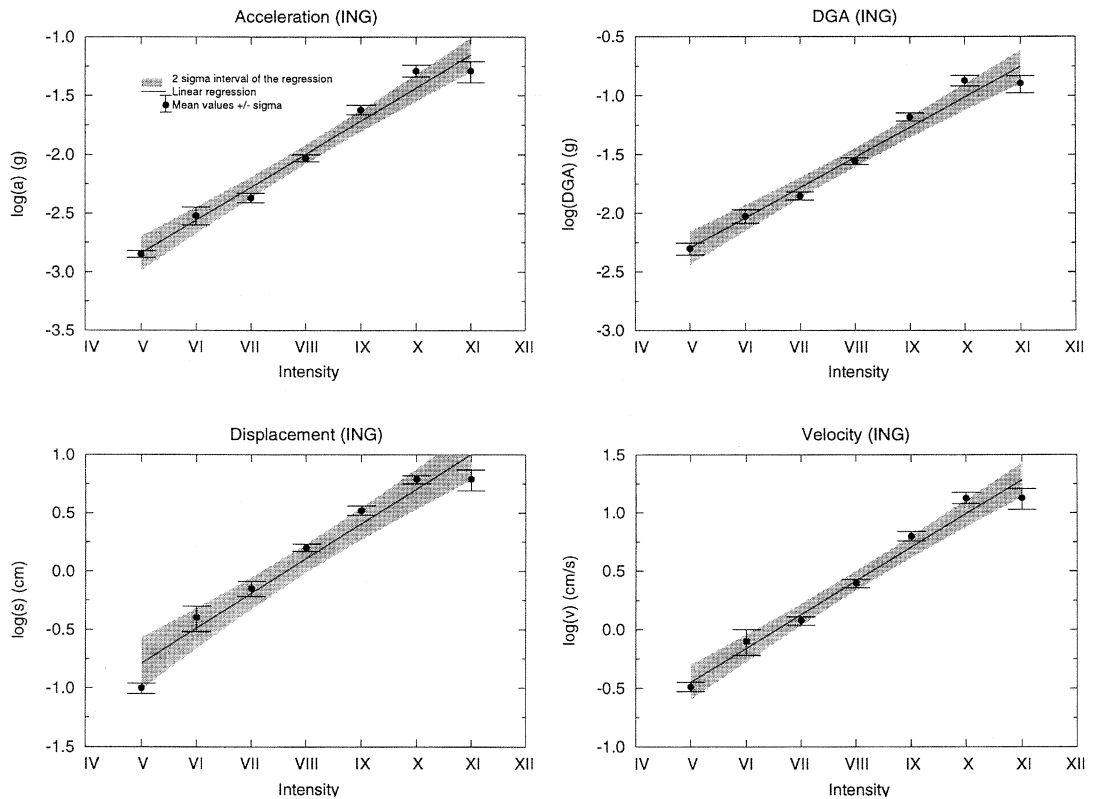 Acceleration (ING)
-1.0
-1.5
-2.0
-2.5
-3.0
-3.5
log(a) (g)
2 sigma interval of the regression
Linear regression
Mean values +/- sigma
IV V VI VII VIII IX X XI XII
Intensity
DGA (ING)
-0.5
-1.0
-1.5
-2.0
-2.5
-3.0
log(DGA) (g)
IV V VI VII VIII IX X XI XII
Intensity
Displacement (ING)
1.0
0.5
0.0
-0.5
-1.0
-1.5
log(s) (cm)
IV V VI VII VIII IX X XI XII
Intensity
Velocity (ING)
1.5
1.0
0.5
0.0
-0.5
-1.0
log(v) (cm/s)
IV V VI VII VIII IX X XI XII
Intensity